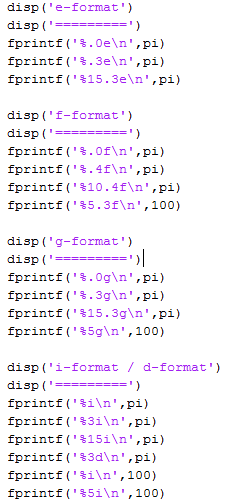 disp('e-format')
disp('=========')
fprintf('%.0e\n',pi)
fprintf('%.3e\n',pi)
fprintf('%15.3e\n',pi)

disp('f-format')
disp('=========')
fprintf('%.0f\n',pi)
fprintf('%.4f\n',pi)
fprintf('%10.4f\n',pi)
fprintf('%5.3f\n',100)

disp('g-format')
disp('=========')
fprintf('%.0g\n',pi)
fprintf('%.3g\n',pi)
fprintf('%15.3g\n',pi)
fprintf('%5g\n',100)

disp('i-format / d-format')
disp('=========')
fprintf('%i\n',pi)
fprintf('%3i\n',pi)
fprintf('%15i\n',pi)
fprintf('%3d\n',pi)
fprintf('%i\n',100)
fprintf('%5i\n',100)